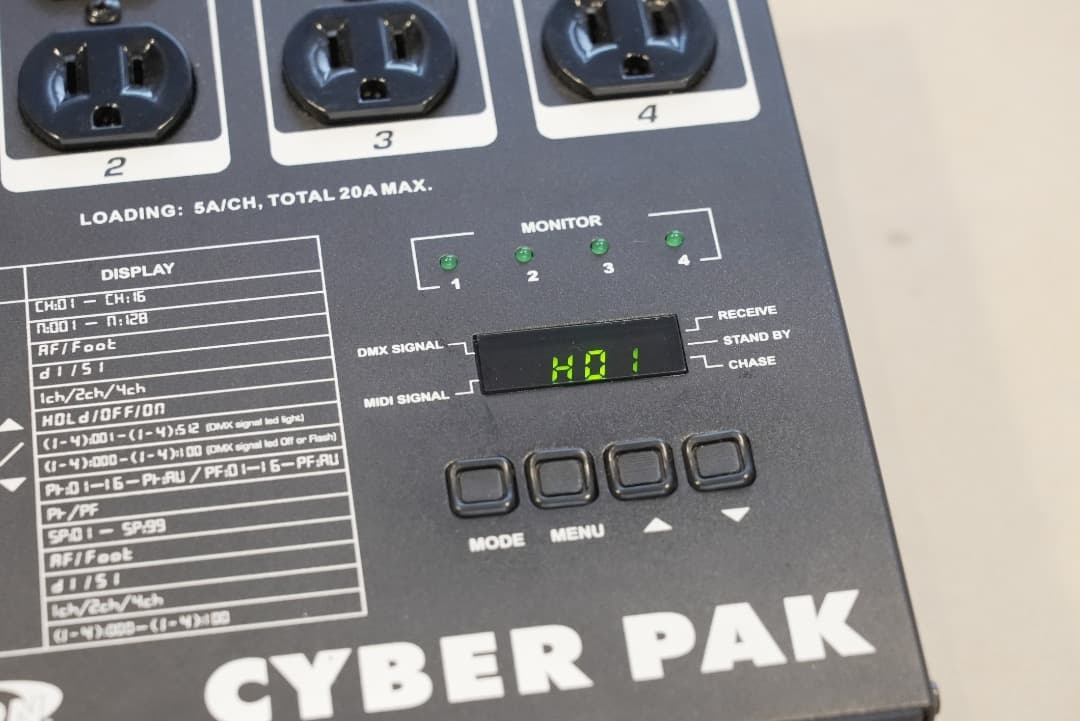 2
3
4
LOADING: 5A/CH, TOTAL 20A MAX.
DISPLAY
CH:01 — CH:16
n:001 — n:128
AF/Foot
d1/S1
1ch/2ch/4ch
HOLd/OFF/On
(1-4):001-(1-4):512 (DMX signal led light)
(1-4):000-(1-4):100 (DMX signal led Off or Flash)
Pr:01-16-Pr:AU / PF:01-16-PF:AU
Pr/PF
SP:01 — SP:99
AF/Foot
d1/S1
1ch/2ch/4ch
(1-4):000-(1-4):100
MONITOR
1 2 3 4
DMX SIGNAL
MIDI SIGNAL
H01
RECEIVE
STAND BY
CHASE
MODE MENU
CYBER PAK